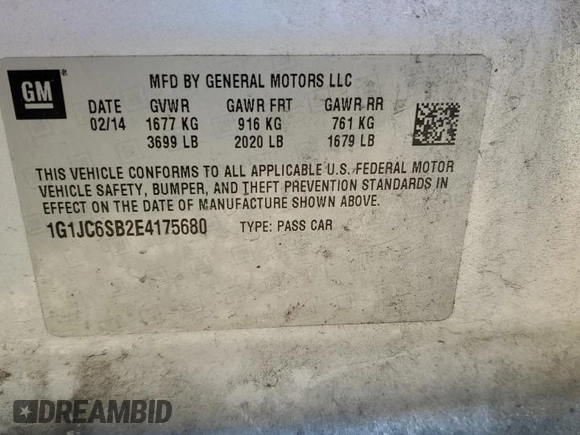 GM ®
MFD BY GENERAL MOTORS LLC
DATE GVWR GAWR FRT GAWR RR
02/14 1677 KG 916 KG 761 KG
3699 LB 2020 LB 1679 LB
THIS VEHICLE CONFORMS TO ALL APPLICABLE U.S. FEDERAL MOTOR
VEHICLE SAFETY, BUMPER, AND THEFT PREVENTION STANDARDS IN
EFFECT ON THE DATE OF MANUFACTURE SHOWN ABOVE.
1G1JC6SB2E4175680 TYPE: PASS CAR
DREAMBID